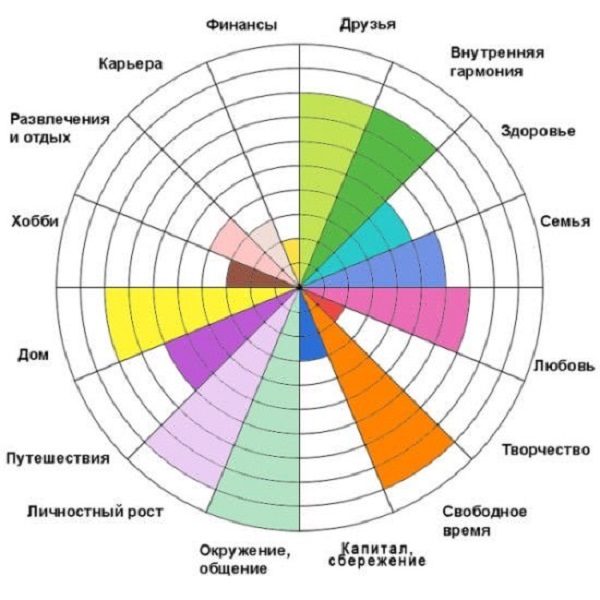 Финансы
Друзья
Внутренняя
гармония
Здоровье
Семья
Любовь
Творчество
Свободное
время
Капитал,
сбережение
Окружение,
общение
Личностный рост
Путешествия
Дом
Хобби
Развлечения
и отдых
Карьера